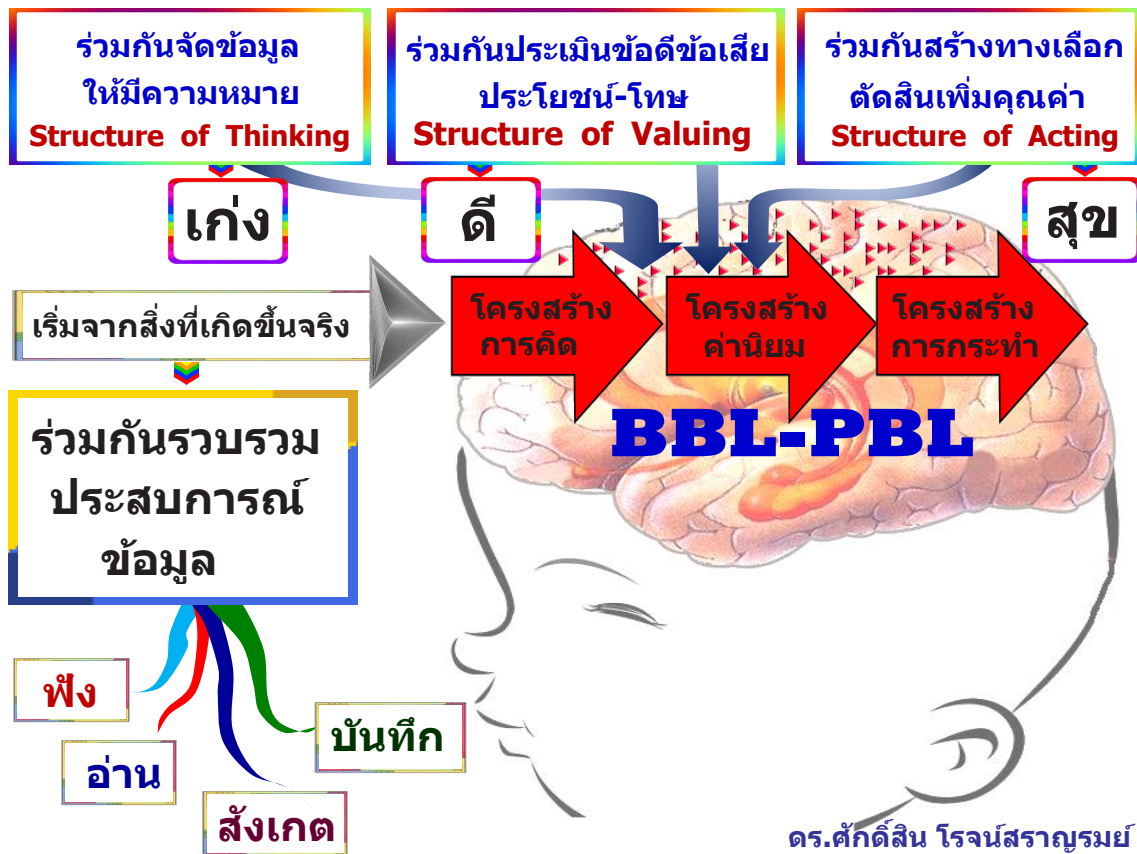 ร่วมกันจัดข้อมูล
ให้มีความหมาย
Structure of Thinking
ร่วมกันประเมินข้อดีข้อเสีย
ประโยชน์-โทษ
Structure of Valuing
ร่วมกันสร้างทางเลือก
ตัดสินเพิ่มคุณค่า
Structure of Acting
เก่ง
ดี
สุข
เริ่มจากสิ่งที่เกิดขึ้นจริง
โครงสร้าง
การคิด
โครงสร้าง
ค่านิยม
โครงสร้าง
การกระทำ
BBL-PBL
ร่วมกันรวบรวม
ประสบการณ์
ข้อมูล
ฟัง
อ่าน
สังเกต
บันทึก
ดร.ศักดิ์สิน โรจน์สราญรมย์